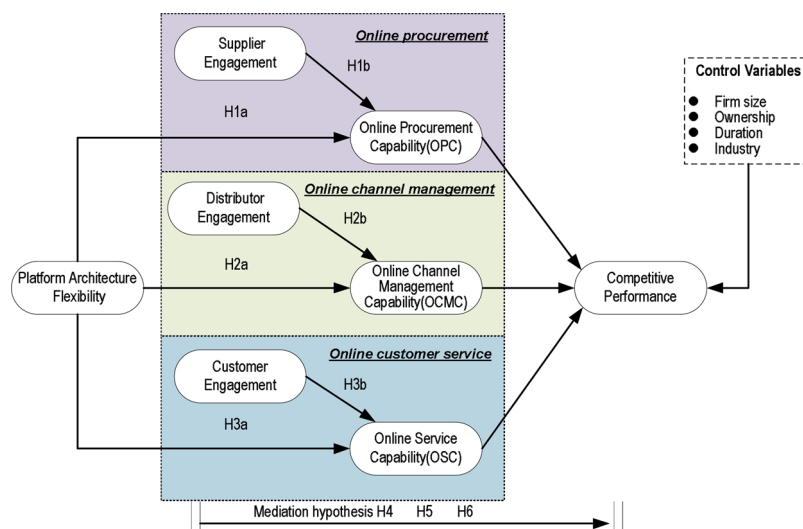 Online procurement
Supplier
Engagement
H1b
H1a
Online Procurement
Capability(OPC)
Control Variables
● Firm size
● Ownership
● Duration
● Industry
Online channel management
Distributor
Engagement
H2b
H2a
Platform Architecture
Flexibility
Online Channel
Management
Capability(OCMC)
Competitive
Performance
Online customer service
Customer
Engagement
H3b
H3a
Online Service
Capability(OSC)
Mediation hypothesis H4 H5 H6